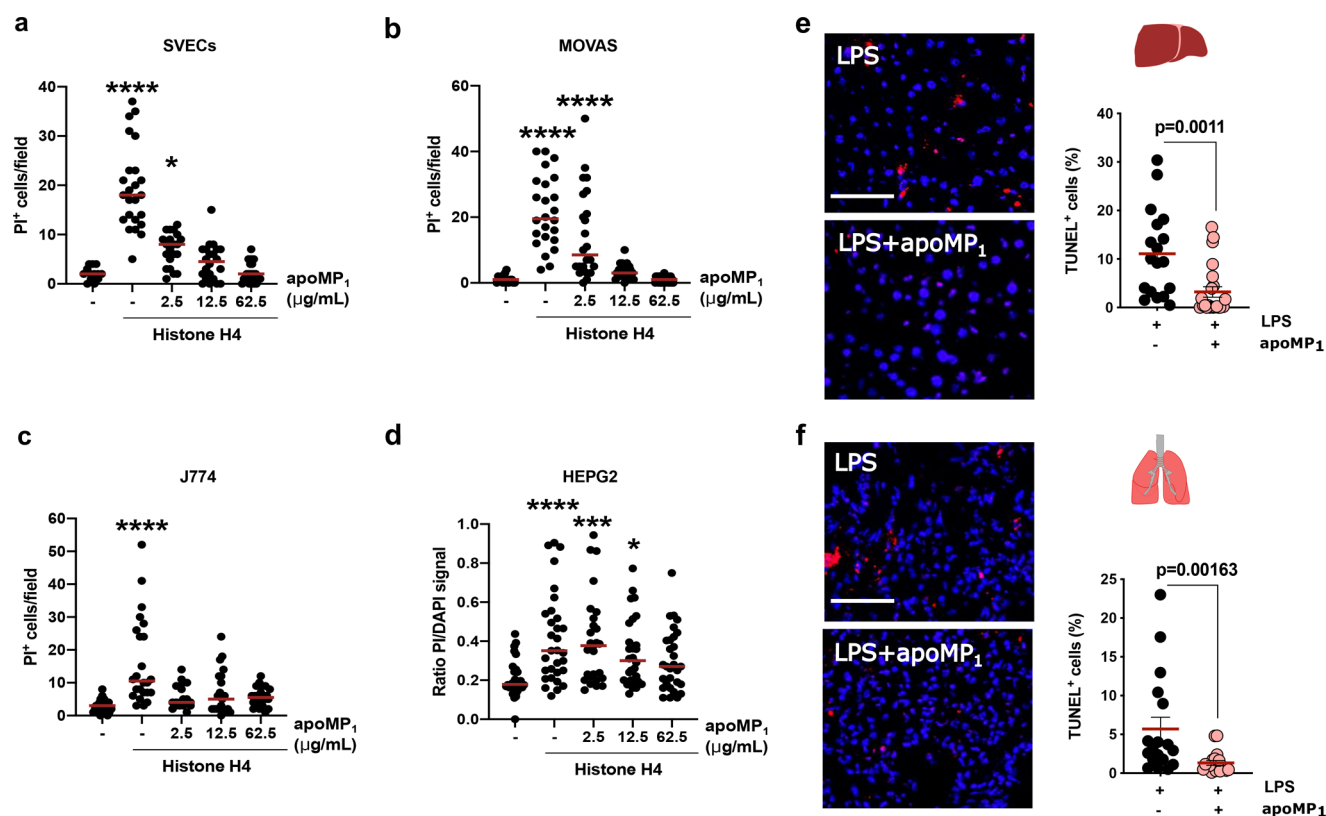 a
SVECs
PI⁺ cells/field
40
30
20
10
0
****
*
- - 2.5 12.5 62.5
apoMP₁
(µg/mL)
Histone H4
b
MOVAS
PI⁺ cells/field
60
40
20
0
****
****
- - 2.5 12.5 62.5
apoMP₁
(µg/mL)
Histone H4
c
J774
PI⁺ cells/field
60
50
40
30
20
10
0
****
- - 2.5 12.5 62.5
apoMP₁
(µg/mL)
Histone H4
d
HEPG2
Ratio PI/DAPI signal
1.0
0.8
0.6
0.4
0.2
0.0
****
***
*
- - 2.5 12.5 62.5
apoMP₁
(µg/mL)
Histone H4
e
LPS
LPS+apoMP₁
TUNEL⁺ cells (%)
40
30
20
10
0
p=0.0011
+ + LPS
- + apoMP₁
f
LPS
LPS+apoMP₁
TUNEL⁺ cells (%)
25
20
15
10
5
0
p=0.00163
+ + LPS
- + apoMP₁